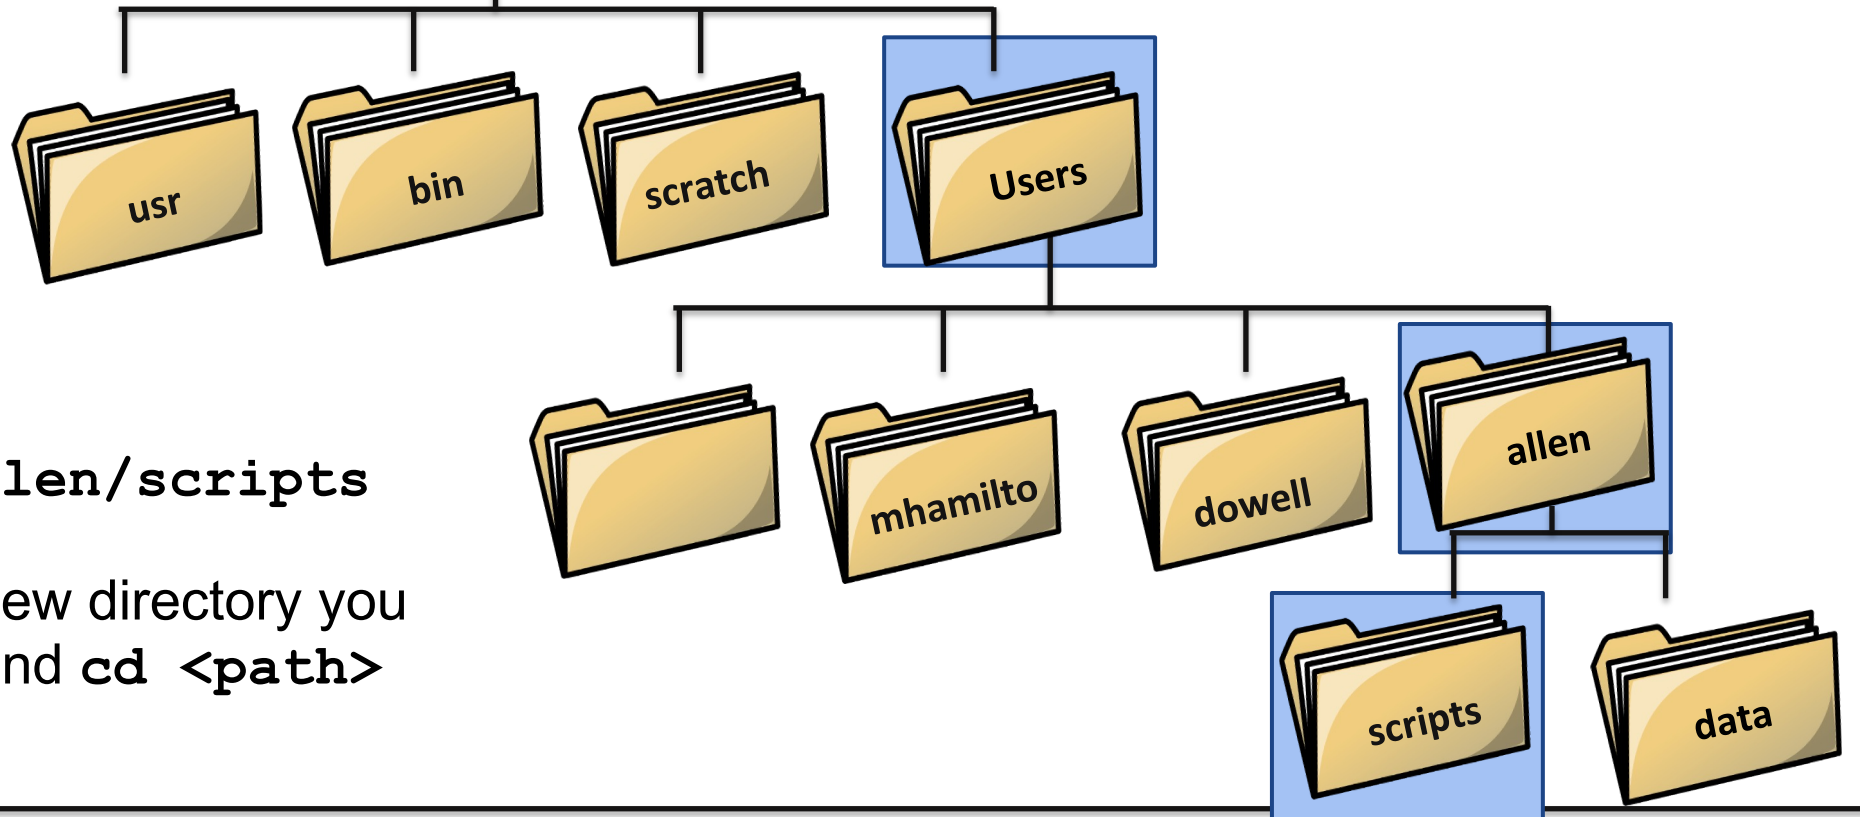 usr
bin
scratch
Users
allen
len/scripts
mhamilto
dowell
ew directory you
nd cd <path>
scripts
data